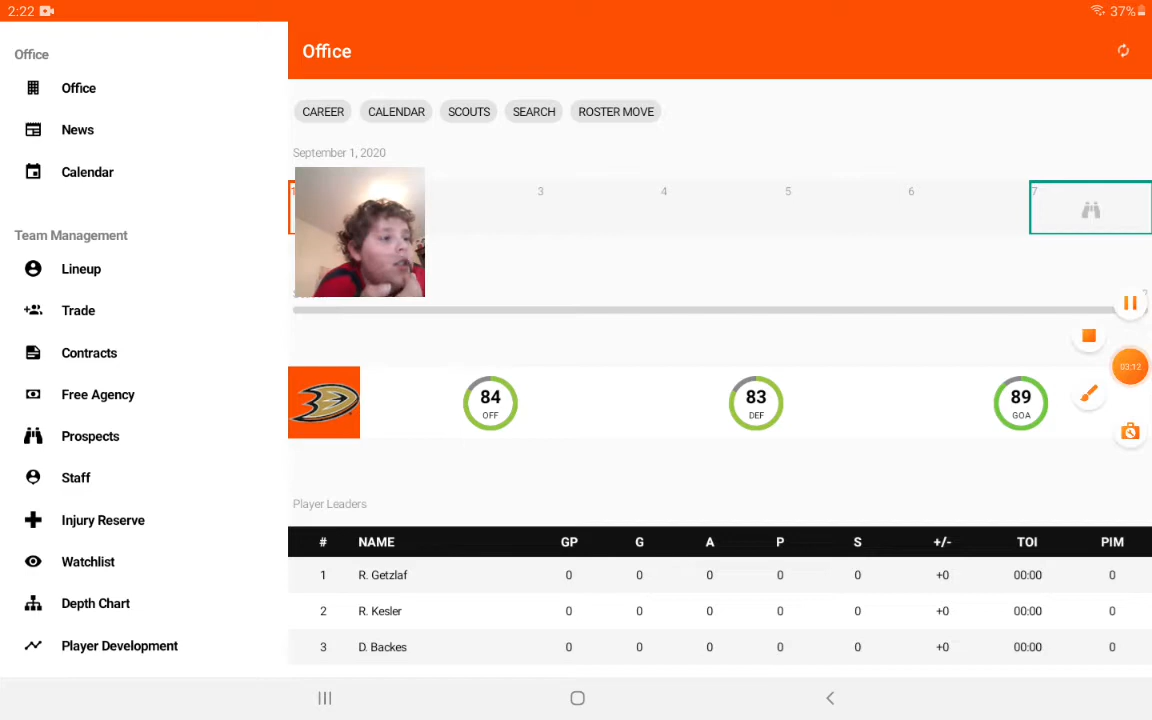 2:22
37%
Office
Office
News
Calendar
Team Management
Lineup
Trade
Contracts
Free Agency
Prospects
Staff
Injury Reserve
Watchlist
Depth Chart
Player Development
Office
CAREER CALENDAR SCOUTS SEARCH ROSTER MOVE
September 1, 2020
3 4 5 6 7
03:12
84 83 89
OFF DEF GOA
Player Leaders
# NAME GP G A P S +/- TOI PIM
1 R. Getzlaf 0 0 0 0 0 +0 00:00 0
2 R. Kesler 0 0 0 0 0 +0 00:00 0
3 D. Backes 0 0 0 0 0 +0 00:00 0